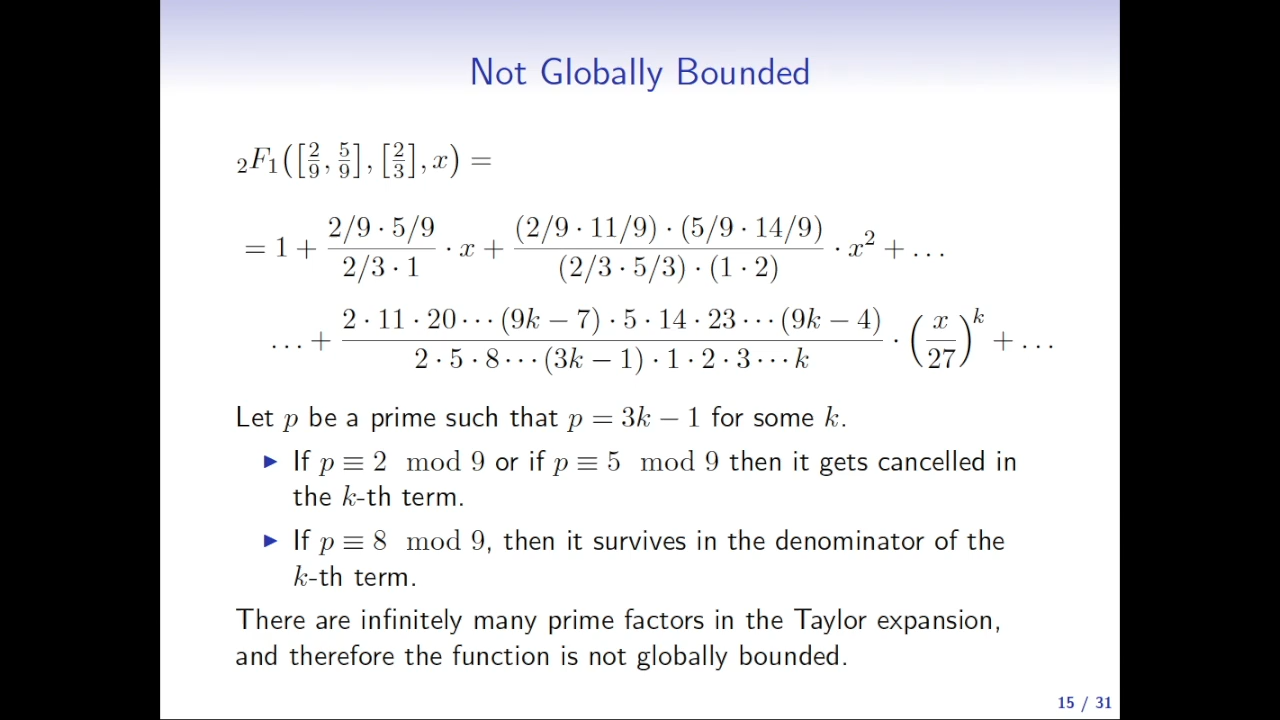 Not Globally Bounded
₂F₁([2/9, 5/9], [2/3], x) =
= 1 + (2/9 · 5/9)/(2/3 · 1) · x + ((2/9 · 11/9) · (5/9 · 14/9))/((2/3 · 5/3) · (1 · 2)) · x² + . . .
. . . + (2 · 11 · 20 · · · (9k − 7) · 5 · 14 · 23 · · · (9k − 4))/(2 · 5 · 8 · · · (3k − 1) · 1 · 2 · 3 · · · k) · (x/27)ᵏ + . . .
Let p be a prime such that p = 3k − 1 for some k.
▶ If p ≡ 2 mod 9 or if p ≡ 5 mod 9 then it gets cancelled in
the k-th term.
▶ If p ≡ 8 mod 9, then it survives in the denominator of the
k-th term.
There are infinitely many prime factors in the Taylor expansion,
and therefore the function is not globally bounded.
15 / 31